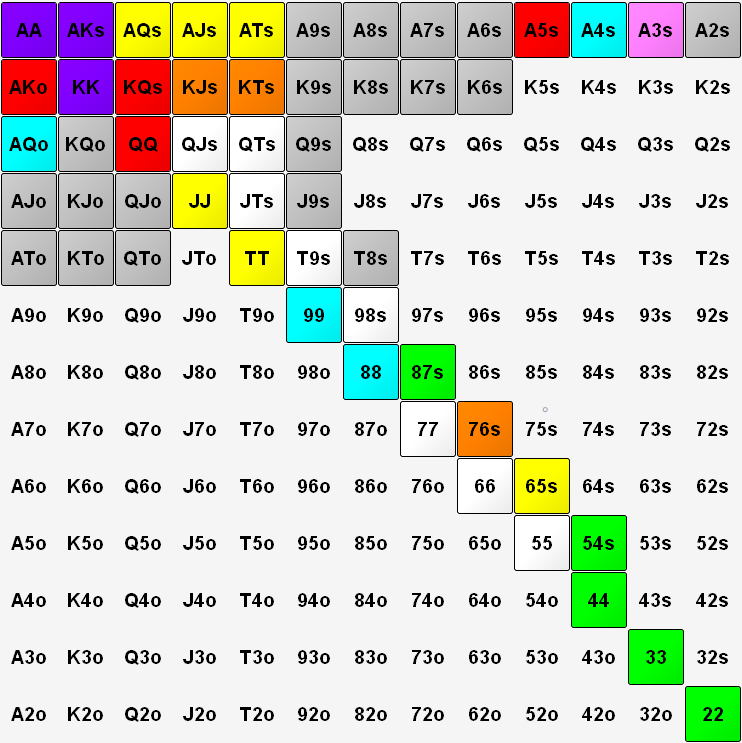 AA AKs AQs AJs ATs A9s A8s A7s A6s A5s A4s A3s A2s
AKo KK KQs KJs KTs K9s K8s K7s K6s K5s K4s K3s K2s
AQo KQo QQ QJs QTs Q9s Q8s Q7s Q6s Q5s Q4s Q3s Q2s
AJo KJo QJo JJ JTs J9s J8s J7s J6s J5s J4s J3s J2s
ATo KTo QTo JTo TT T9s T8s T7s T6s T5s T4s T3s T2s
A9o K9o Q9o J9o T9o 99 98s 97s 96s 95s 94s 93s 92s
A8o K8o Q8o J8o T8o 98o 88 87s 86s 85s 84s 83s 82s
A7o K7o Q7o J7o T7o 97o 87o 77 76s 75s 74s 73s 72s
A6o K6o Q6o J6o T6o 96o 86o 76o 66 65s 64s 63s 62s
A5o K5o Q5o J5o T5o 95o 85o 75o 65o 55 54s 53s 52s
A4o K4o Q4o J4o T4o 94o 84o 74o 64o 54o 44 43s 42s
A3o K3o Q3o J3o T3o 93o 83o 73o 63o 53o 43o 33 32s
A2o K2o Q2o J2o T2o 92o 82o 72o 62o 52o 42o 32o 22